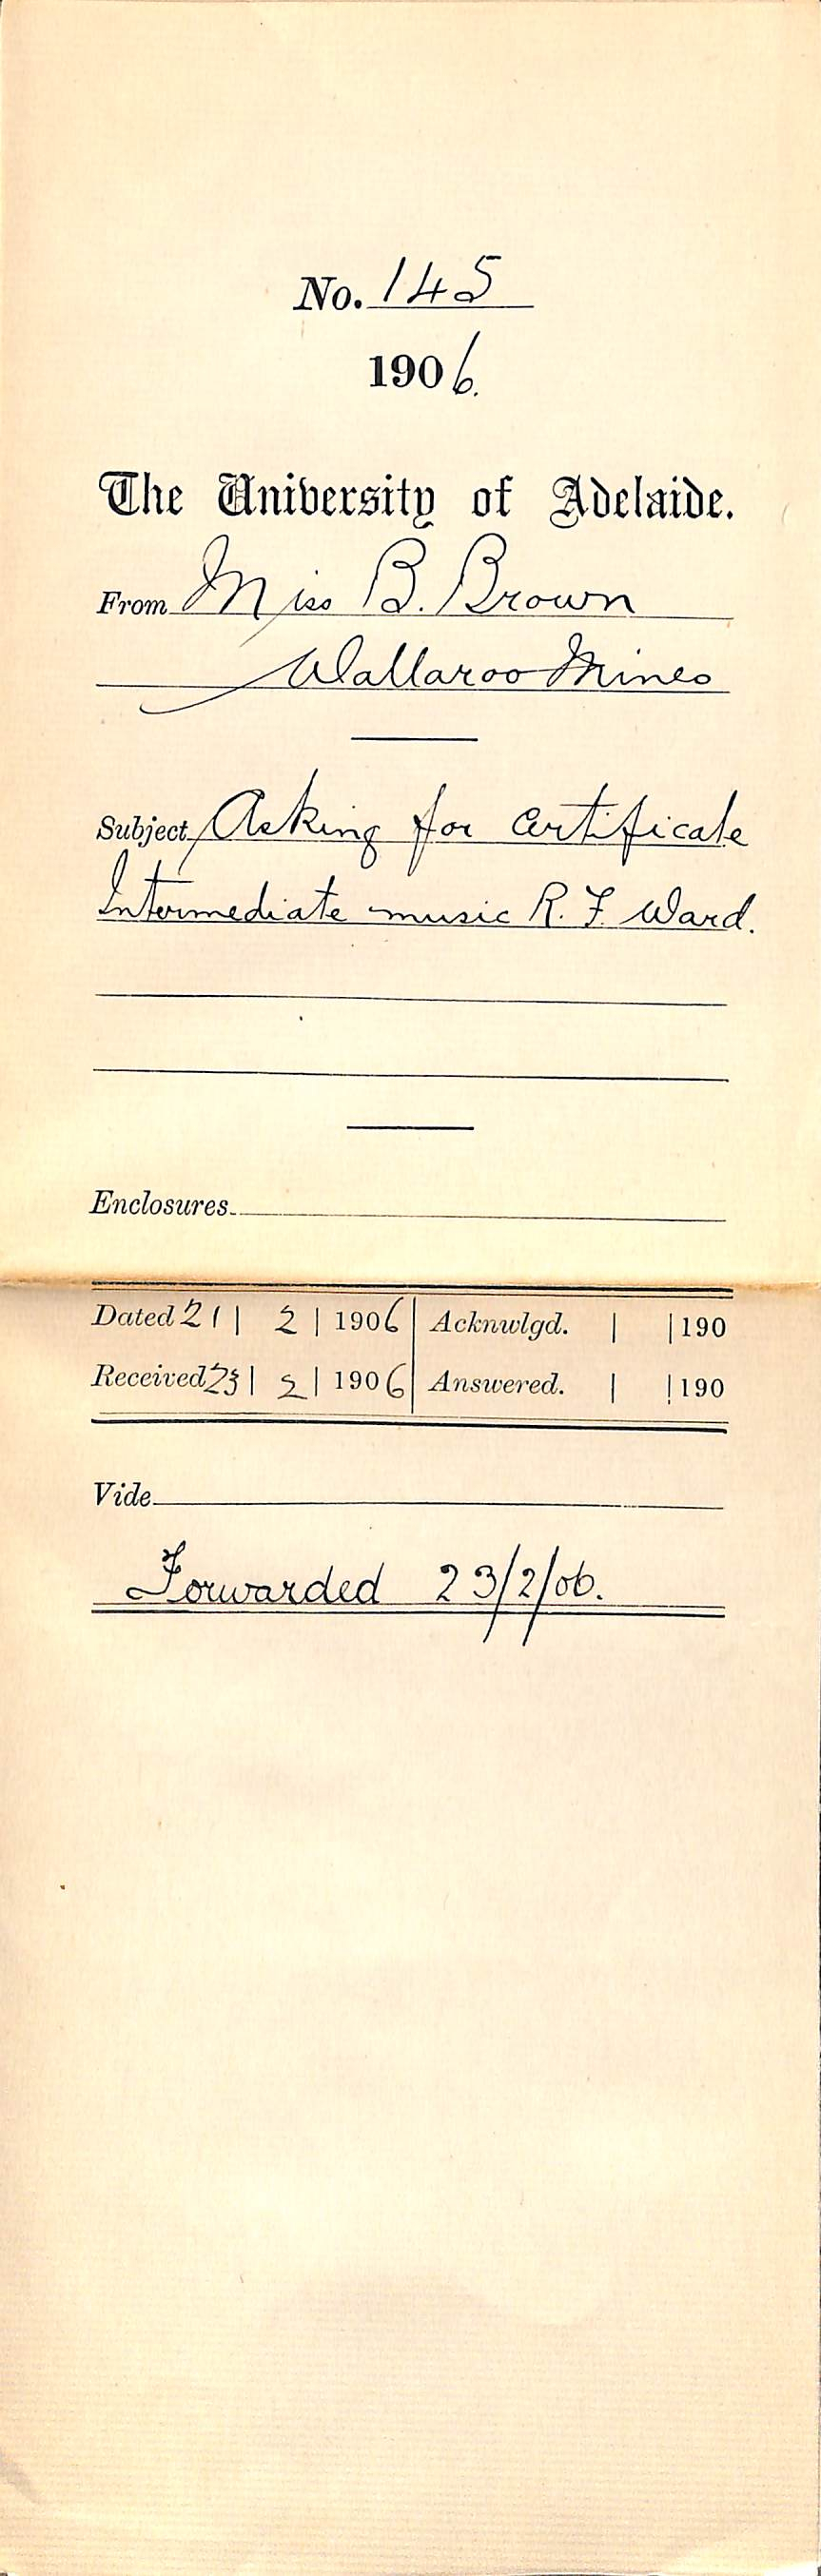 No. 145
1906.
The University of Adelaide.
From Miss B. Brown
Wallaroo Mines
Subject Asking for certificate
Intermediate music R. F. Ward.
Enclosures
Dated 21 | 2 | 1906 | Acknwlgd. | | 190
Received 23 | 2 | 1906 | Answered. | | 190
Vide
Forwarded 23/2/06.